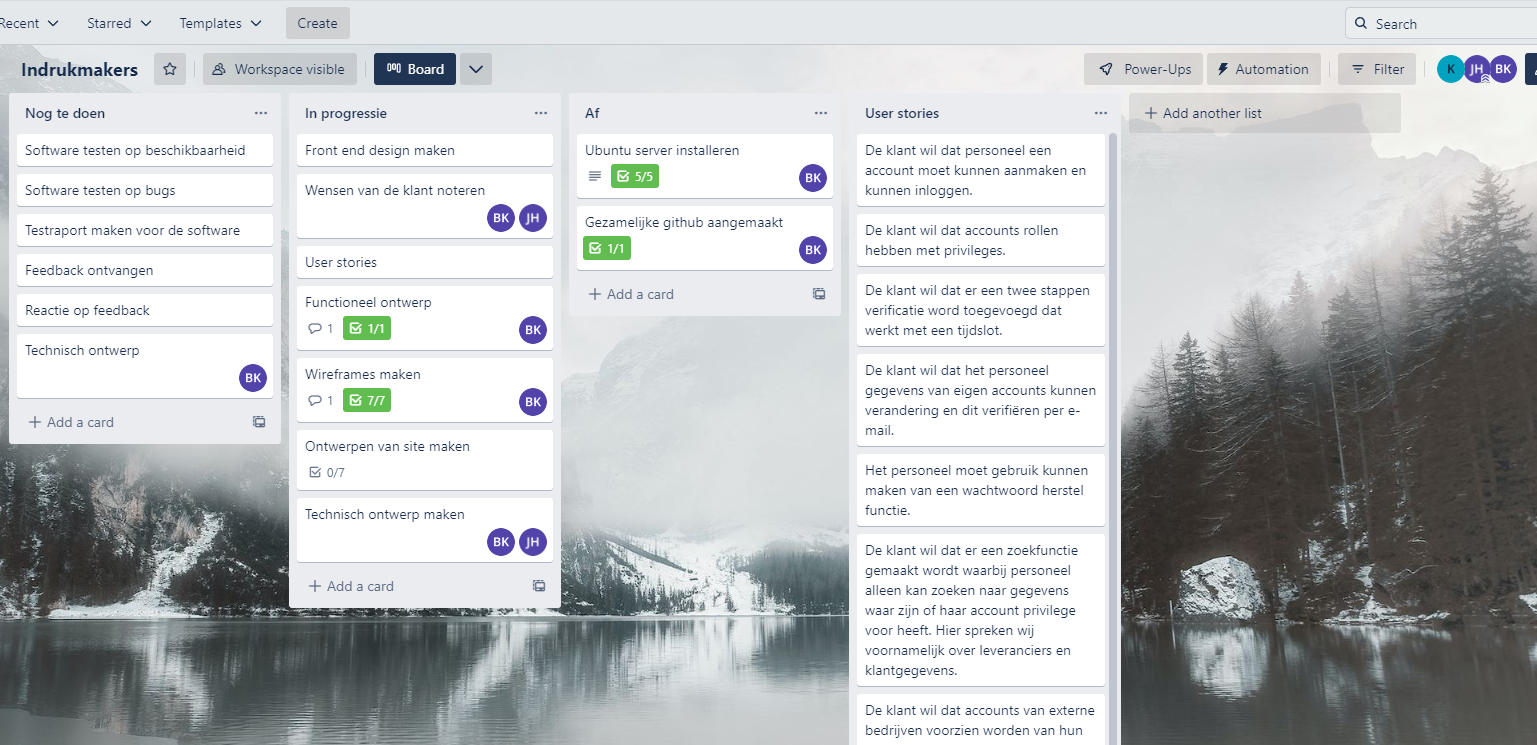 Recent
Starred
Templates
Create
Search
Indrukmakers
Workspace visible
Board
Power-Ups
Automation
Filter
K
JH
BK
Nog te doen
Software testen op beschikbaarheid
Software testen op bugs
Testraport maken voor de software
Feedback ontvangen
Reactie op feedback
Technisch ontwerp
BK
Add a card
In progressie
Front end design maken
Wensen van de klant noteren
BK
JH
User stories
Functioneel ontwerp
1
1/1
BK
Wireframes maken
1
7/7
BK
Ontwerpen van site maken
0/7
Technisch ontwerp maken
BK
JH
Add a card
Af
Ubuntu server installeren
5/5
BK
Gezamelijke github aangemaakt
1/1
BK
Add a card
User stories
De klant wil dat personeel een
account moet kunnen aanmaken en
kunnen inloggen.
De klant wil dat accounts rollen
hebben met privileges.
De klant wil dat er een twee stappen
verificatie word toegevoegd dat
werkt met een tijdslot.
De klant wil dat het personeel
gegevens van eigen accounts kunnen
verandering en dit verifiëren per e-
mail.
Het personeel moet gebruik kunnen
maken van een wachtwoord herstel
functie.
De klant wil dat er een zoekfunctie
gemaakt wordt waarbij personeel
alleen kan zoeken naar gegevens
waar zijn of haar account privilege
voor heeft. Hier spreken wij
voornamelijk over leveranciers en
klantgegevens.
De klant wil dat accounts van externe
bedrijven voorzien worden van hun
Add another list